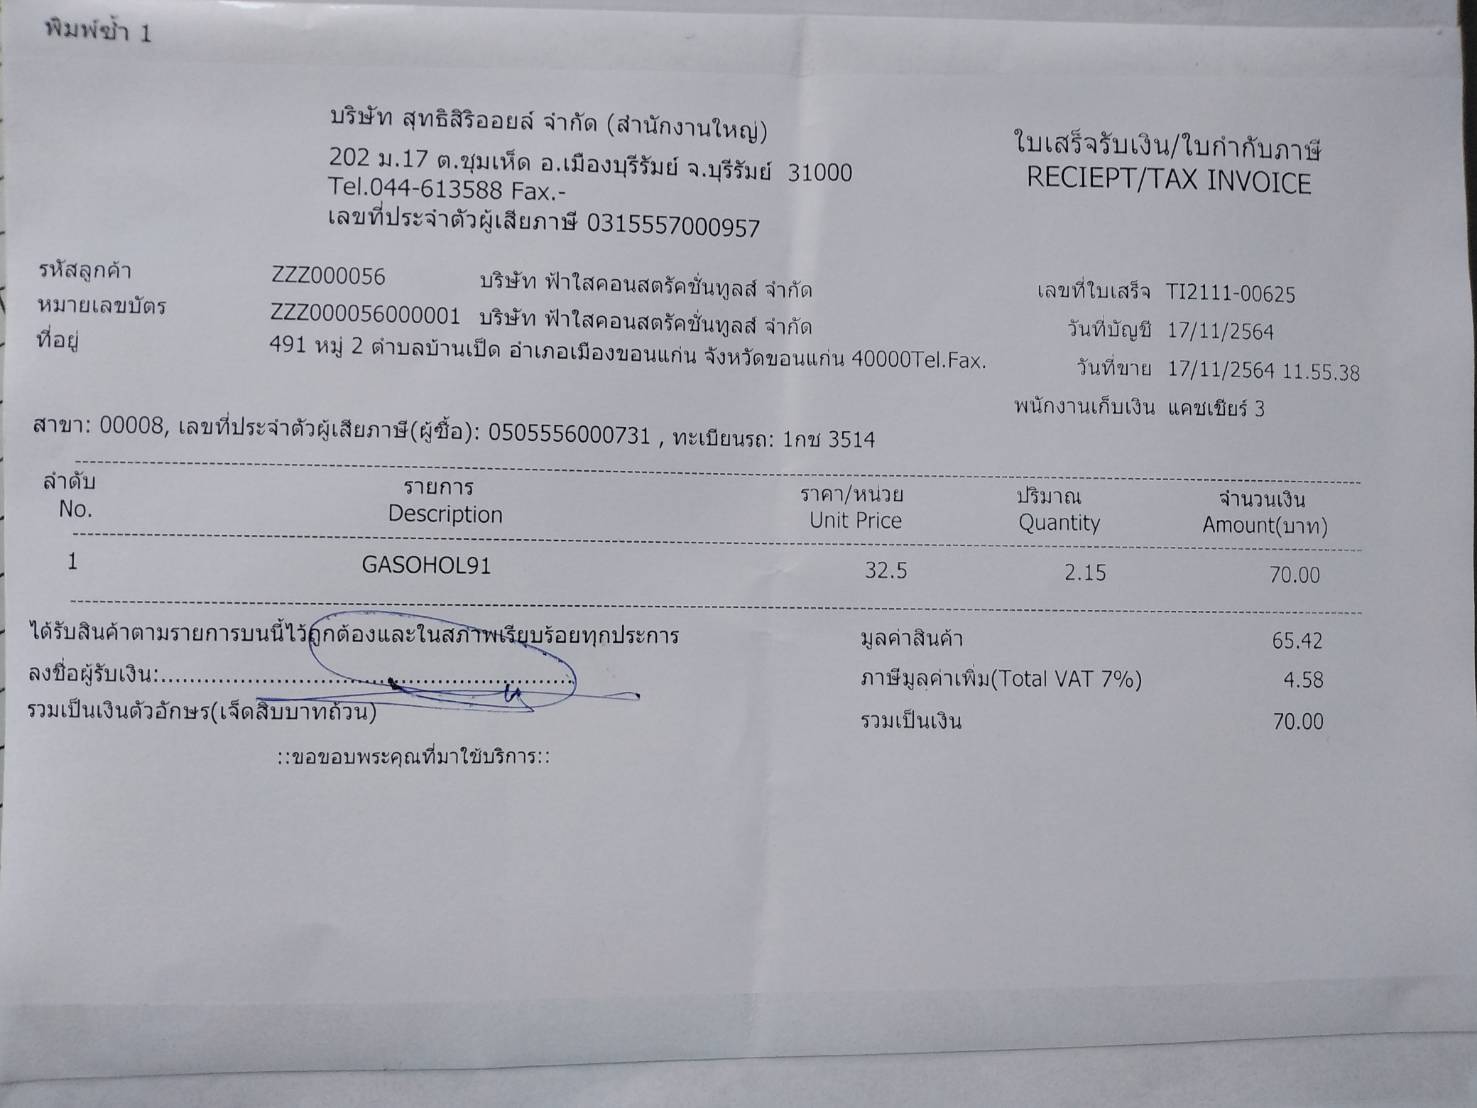 พิมพ์ซ้ำ 1
บริษัท สุทธิสิริออยล์ จำกัด (สำนักงานใหญ่)
202 ม.17 ต.ชุมเห็ด อ.เมืองบุรีรัมย์ จ.บุรีรัมย์ 31000
Tel.044-613588 Fax.-
เลขที่ประจำตัวผู้เสียภาษี 0315557000957
ใบเสร็จรับเงิน/ใบกำกับภาษี
RECIEPT/TAX INVOICE
รหัสลูกค้า ZZZ000056 บริษัท ฟ้าใสคอนสตรัคชั่นทูลส์ จำกัด
หมายเลขบัตร ZZZ000056000001 บริษัท ฟ้าใสคอนสตรัคชั่นทูลส์ จำกัด
ที่อยู่ 491 หมู่ 2 ตำบลบ้านเป็ด อำเภอเมืองขอนแก่น จังหวัดขอนแก่น 40000Tel.Fax.
เลขที่ใบเสร็จ TI2111-00625
วันที่บัญชี 17/11/2564
วันที่ขาย 17/11/2564 11.55.38
พนักงานเก็บเงิน แคชเชียร์ 3
สาขา: 00008, เลขที่ประจำตัวผู้เสียภาษี(ผู้ซื้อ): 0505556000731 , ทะเบียนรถ: 1กช 3514
ลำดับ รายการ ราคา/หน่วย ปริมาณ จำนวนเงิน
No. Description Unit Price Quantity Amount(บาท)
1 GASOHOL91 32.5 2.15 70.00
ได้รับสินค้าตามรายการบนนี้ไว้ถูกต้องและในสภาพเรียบร้อยทุกประการ มูลค่าสินค้า 65.42
ลงชื่อผู้รับเงิน:.......................................................... ภาษีมูลค่าเพิ่ม(Total VAT 7%) 4.58
รวมเป็นเงินตัวอักษร(เจ็ดสิบบาทถ้วน) รวมเป็นเงิน 70.00
::ขอขอบพระคุณที่มาใช้บริการ::